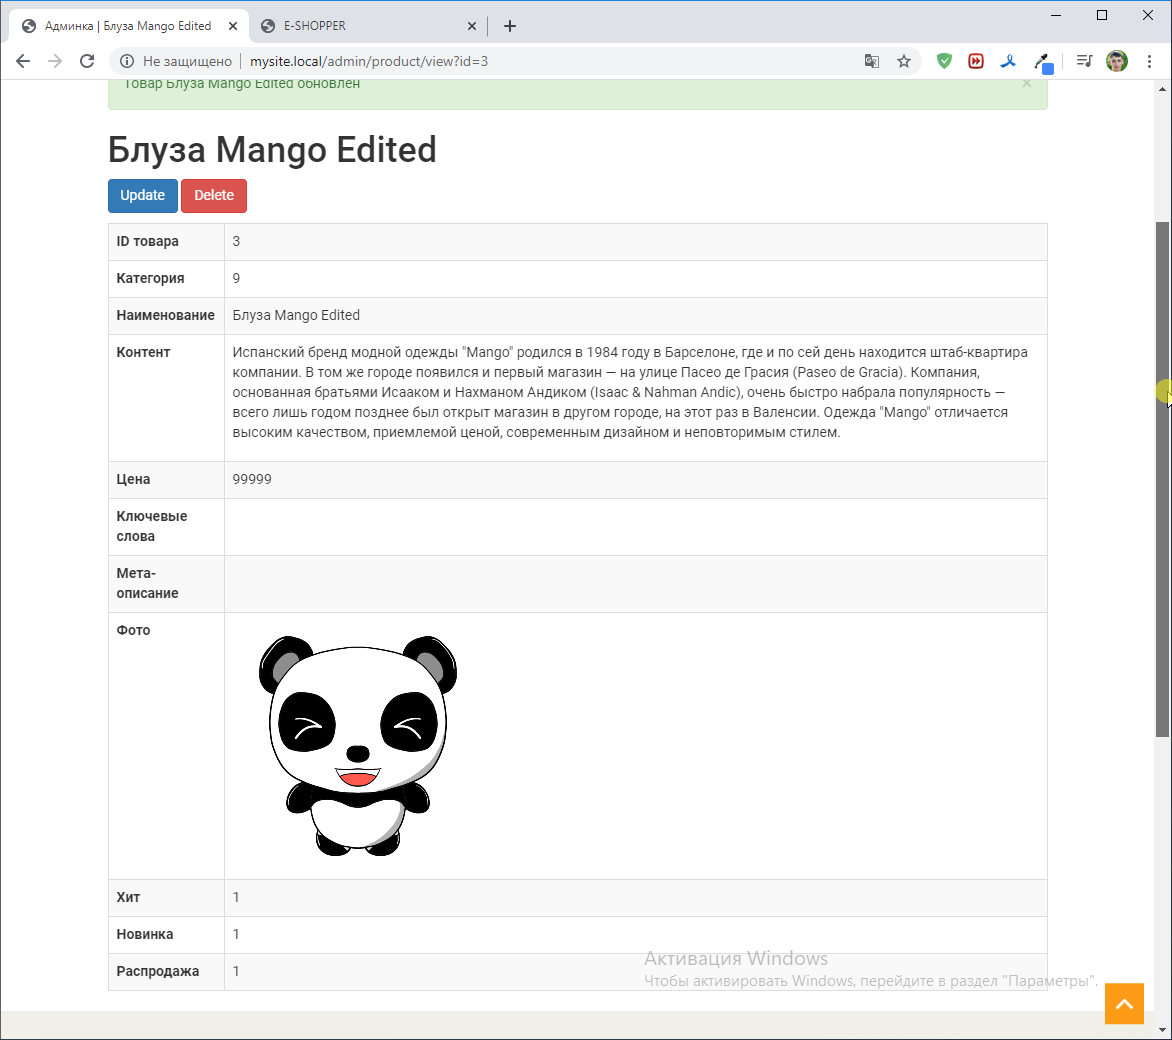 Админка | Блуза Mango Edited
E-SHOPPER
Не защищено
mysite.local/admin/product/view?id=3
Товар Блуза Mango Edited обновлен
×
Блуза Mango Edited
Update Delete
ID товара 3
Категория 9
Наименование Блуза Mango Edited
Контент Испанский бренд модной одежды "Mango" родился в 1984 году в Барселоне, где и по сей день находится штаб-квартира
компании. В том же городе появился и первый магазин — на улице Пасео де Грасия (Paseo de Gracia). Компания,
основанная братьями Исааком и Нахманом Андиком (Isaac & Nahman Andic), очень быстро набрала популярность —
всего лишь годом позднее был открыт магазин в другом городе, на этот раз в Валенсии. Одежда "Mango" отличается
высоким качеством, приемлемой ценой, современным дизайном и неповторимым стилем.
Цена 99999
Ключевые
слова
Мета-
описание
Фото
Хит 1
Новинка 1
Распродажа 1
Активация Windows
Чтобы активировать Windows, перейдите в раздел "Параметры".